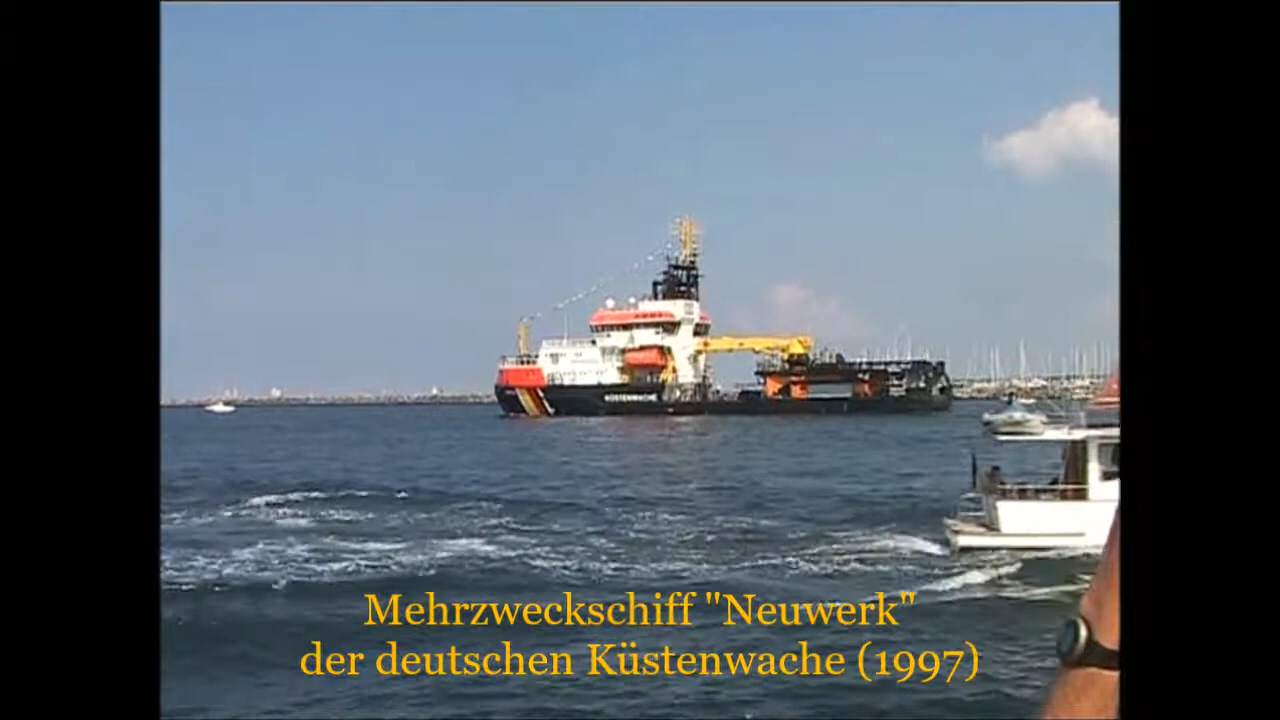 KÜSTENWACHE
Mehrzweckschiff "Neuwerk"
der deutschen Küstenwache (1997)